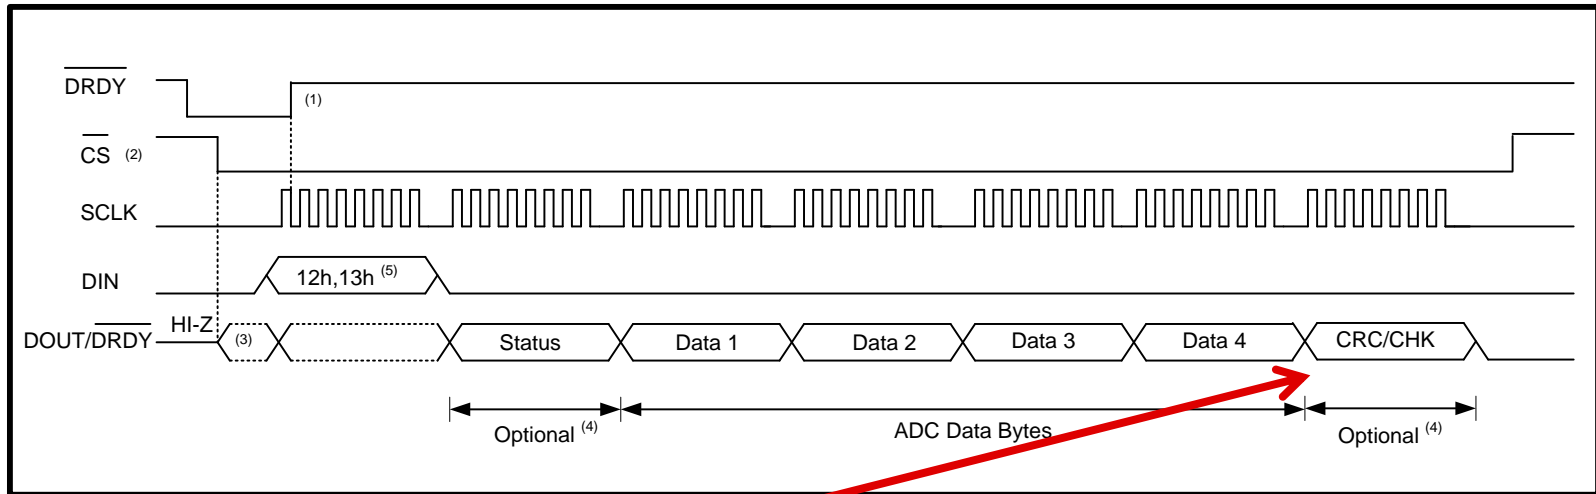 DRDY (1)
CS (2)
SCLK
DIN 12h,13h (5)
DOUT/DRDY HI-Z (3) Status Data 1 Data 2 Data 3 Data 4 CRC/CHK
Optional (4) ADC Data Bytes Optional (4)